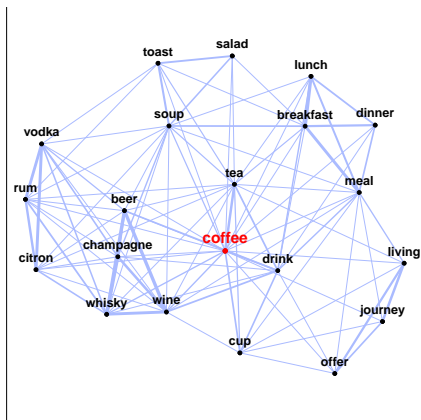 salad
toast
lunch
soup
breakfast
dinner
vodka
tea
rum
meal
beer
coffee
champagne
citron
drink
living
whisky
wine
journey
cup
offer